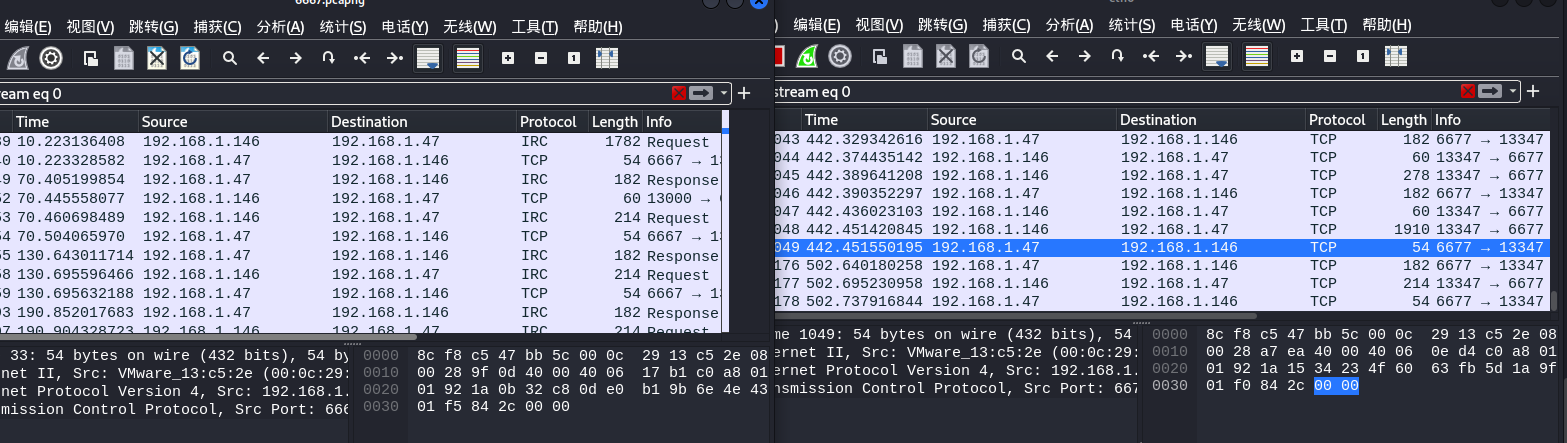 6667.pcapng
编辑(E) 视图(V) 跳转(G) 捕获(C) 分析(A) 统计(S) 电话(Y) 无线(W) 工具(T) 帮助(H)
ream eq 0
Time Source Destination Protocol Length Info
39 10.223136408 192.168.1.146 192.168.1.47 IRC 1782 Request
40 10.223328582 192.168.1.47 192.168.1.146 TCP 54 6667 → 13
49 70.405199854 192.168.1.47 192.168.1.146 IRC 182 Response
52 70.445558077 192.168.1.146 192.168.1.47 TCP 60 13000 →
53 70.460698489 192.168.1.146 192.168.1.47 IRC 214 Request
54 70.504065970 192.168.1.47 192.168.1.146 TCP 54 6667 → 13
55 130.643011714 192.168.1.47 192.168.1.146 IRC 182 Response
58 130.695596466 192.168.1.146 192.168.1.47 IRC 214 Request
59 130.695632188 192.168.1.47 192.168.1.146 TCP 54 6667 → 13
93 190.852017683 192.168.1.47 192.168.1.146 IRC 182 Response
97 190.904328723 192.168.1.146 192.168.1.47 IRC 214 Request
33: 54 bytes on wire (432 bits), 54 by
net II, Src: VMware_13:c5:2e (00:0c:29:
net Protocol Version 4, Src: 192.168.1.
mission Control Protocol, Src Port: 666
0000 8c f8 c5 47 bb 5c 00 0c 29 13 c5 2e 08
0010 00 28 9f 0d 40 00 40 06 17 b1 c0 a8 01
0020 01 92 1a 0b 32 c8 0d e0 b1 9b 6e 4e 43
0030 01 f5 84 2c 00 00
编辑(E) 视图(V) 跳转(G) 捕获(C) 分析(A) 统计(S) 电话(Y) 无线(W) 工具(T) 帮助(H)
stream eq 0
Time Source Destination Protocol Length Info
043 442.329342616 192.168.1.47 192.168.1.146 TCP 182 6677 → 13347
044 442.374435142 192.168.1.146 192.168.1.47 TCP 60 13347 → 6677
045 442.389641208 192.168.1.146 192.168.1.47 TCP 278 13347 → 6677
046 442.390352297 192.168.1.47 192.168.1.146 TCP 182 6677 → 13347
047 442.436023103 192.168.1.146 192.168.1.47 TCP 60 13347 → 6677
048 442.451420845 192.168.1.146 192.168.1.47 TCP 1910 13347 → 6677
049 442.451550195 192.168.1.47 192.168.1.146 TCP 54 6677 → 13347
176 502.640180258 192.168.1.47 192.168.1.146 TCP 182 6677 → 13347
177 502.695230958 192.168.1.146 192.168.1.47 TCP 214 13347 → 6677
178 502.737916844 192.168.1.47 192.168.1.146 TCP 54 6677 → 13347
me 1049: 54 bytes on wire (432 bits), 54
ernet II, Src: VMware_13:c5:2e (00:0c:29:
ernet Protocol Version 4, Src: 192.168.1.
nsmission Control Protocol, Src Port: 667
0000 8c f8 c5 47 bb 5c 00 0c 29 13 c5 2e 08
0010 00 28 a7 ea 40 00 40 06 0e d4 c0 a8 01
0020 01 92 1a 15 34 23 4f 60 63 fb 5d 1a 9f
0030 01 f0 84 2c 00 00